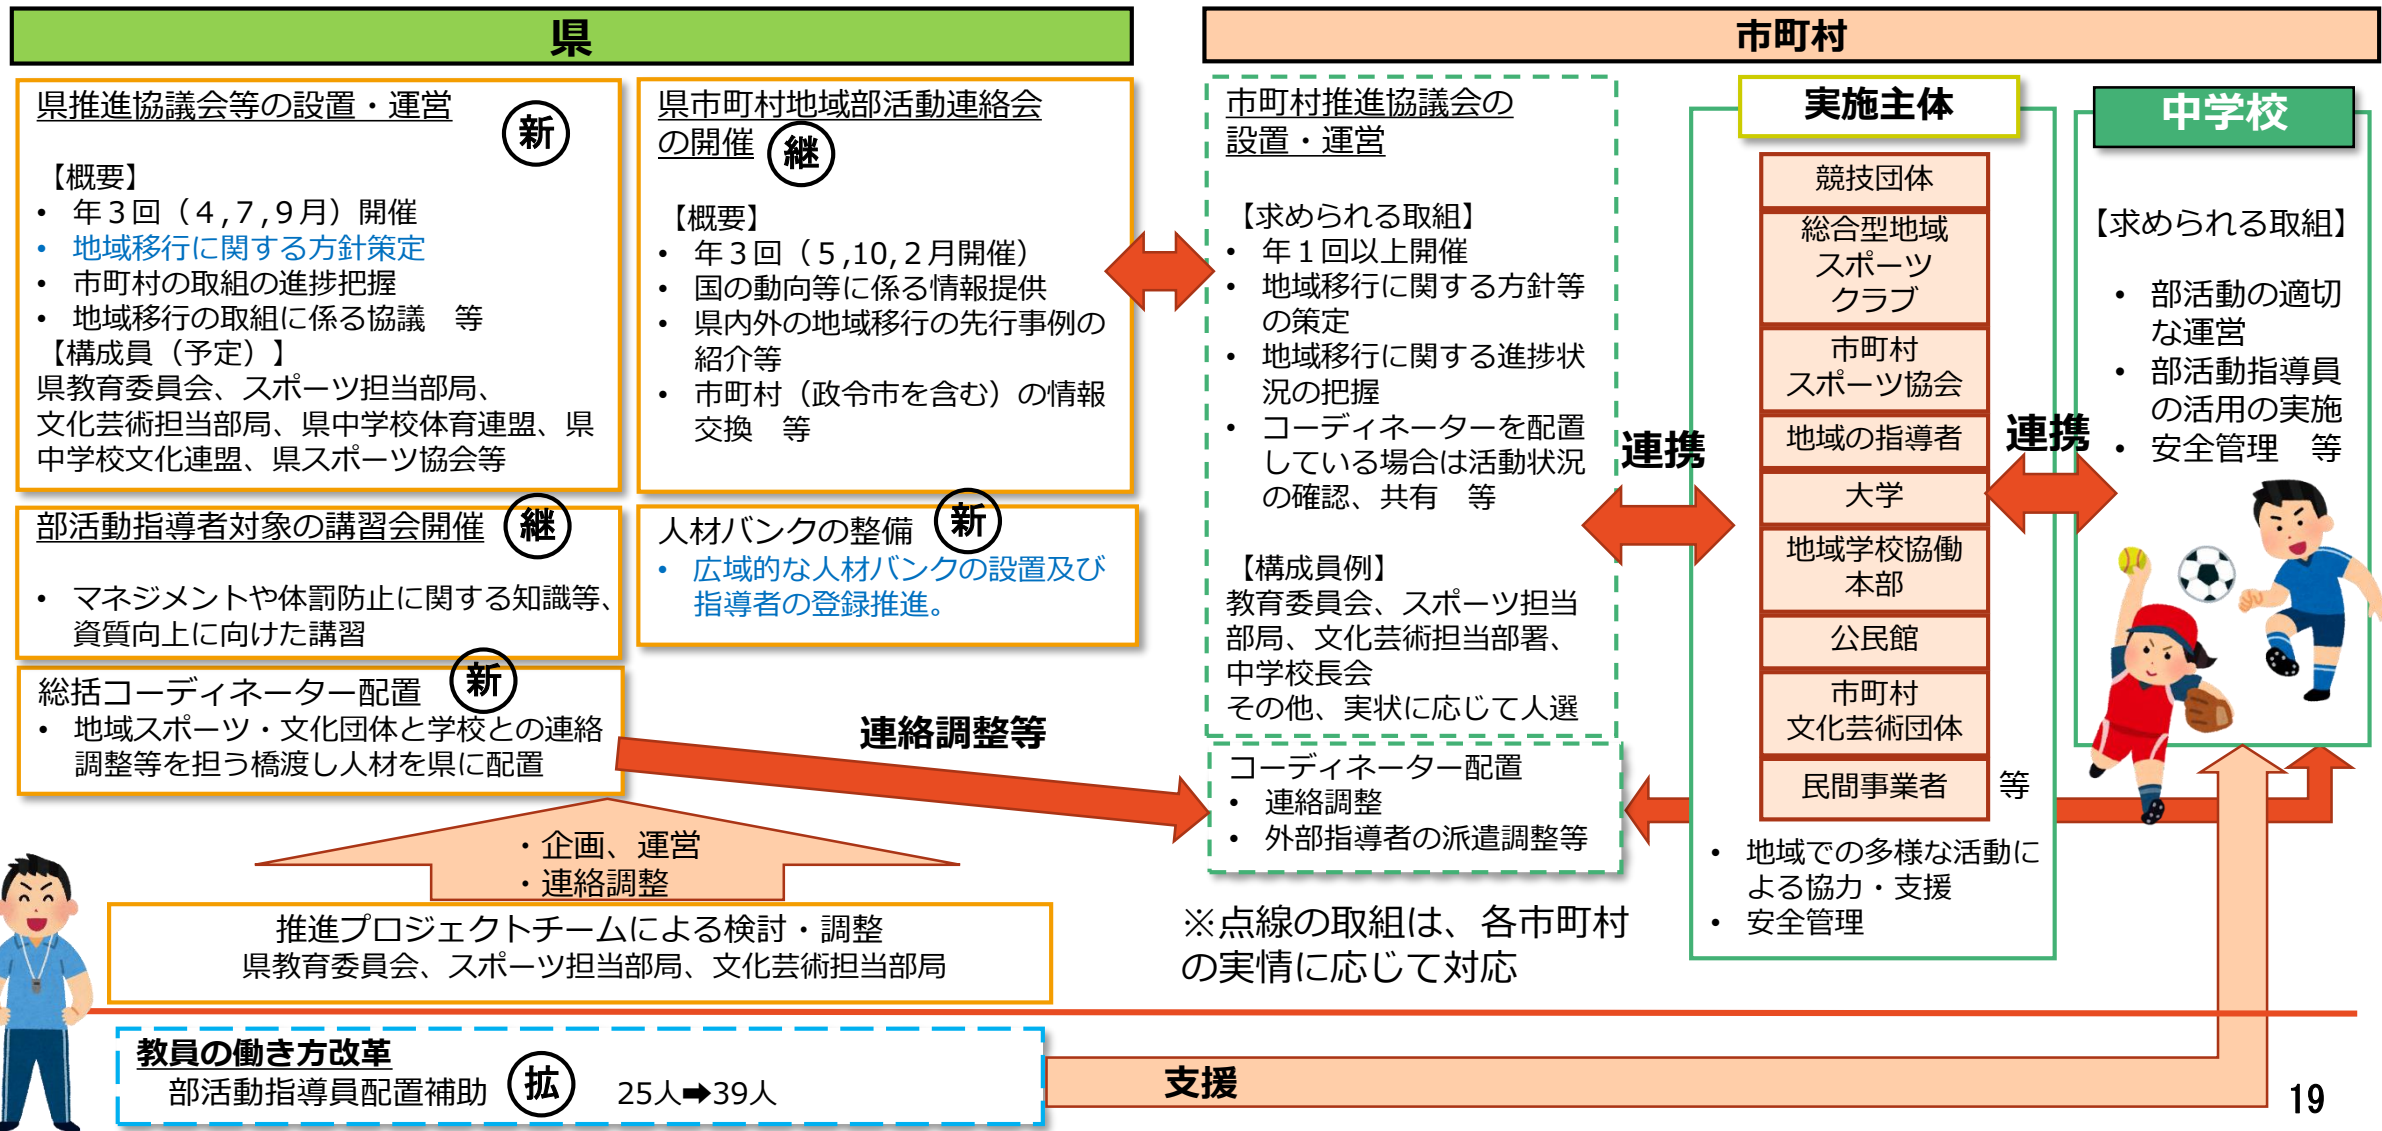 県
県推進協議会等の設置・運営
新
【概要】
• 年３回（４,７,９月）開催
• 地域移行に関する方針策定
• 市町村の取組の進捗把握
• 地域移行の取組に係る協議　等
【構成員（予定）】
県教育委員会、スポーツ担当部局、
文化芸術担当部局、県中学校体育連盟、県
中学校文化連盟、県スポーツ協会等
県市町村地域部活動連絡会
の開催
継
【概要】
• 年３回（５,10,２月開催）
• 国の動向等に係る情報提供
• 県内外の地域移行の先行事例の
紹介等
• 市町村（政令市を含む）の情報
交換　等
部活動指導者対象の講習会開催
継
• マネジメントや体罰防止に関する知識等、
資質向上に向けた講習
人材バンクの整備
新
• 広域的な人材バンクの設置及び
指導者の登録推進。
総括コーディネーター配置
新
• 地域スポーツ・文化団体と学校との連絡
調整等を担う橋渡し人材を県に配置
連絡調整等
・企画、運営
・連絡調整
推進プロジェクトチームによる検討・調整
県教育委員会、スポーツ担当部局、文化芸術担当部局
市町村
市町村推進協議会の
設置・運営
【求められる取組】
• 年１回以上開催
• 地域移行に関する方針等
の策定
• 地域移行に関する進捗状
況の把握
• コーディネーターを配置
している場合は活動状況
の確認、共有　等
【構成員例】
教育委員会、スポーツ担当
部局、文化芸術担当部署、
中学校長会
その他、実状に応じて人選
コーディネーター配置
• 連絡調整
• 外部指導者の派遣調整等
※点線の取組は、各市町村
の実情に応じて対応
連携
実施主体
競技団体
総合型地域
スポーツ
クラブ
市町村
スポーツ協会
地域の指導者
大学
地域学校協働
本部
公民館
市町村
文化芸術団体
民間事業者
等
• 地域での多様な活動に
よる協力・支援
• 安全管理
連携
中学校
【求められる取組】
• 部活動の適切
な運営
• 部活動指導員
の活用の実施
• 安全管理　等
教員の働き方改革
部活動指導員配置補助
拡
25人➡39人
支援
19